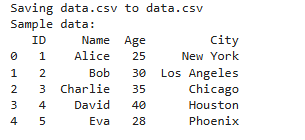 Saving data.csv to data.csv
Sample data:
   ID     Name  Age         City
0   1    Alice   25     New York
1   2      Bob   30  Los Angeles
2   3  Charlie   35      Chicago
3   4    David   40      Houston
4   5      Eva   28      Phoenix